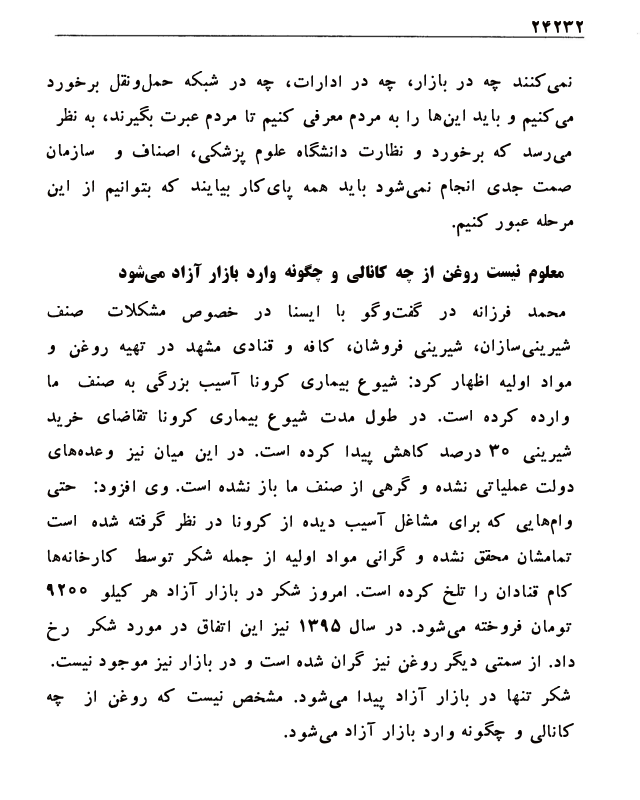 ۲۴۲۳۲
نمی‌کنند چه در بازار، چه در ادارات، چه در شبکه حمل‌ونقل برخورد
می‌کنیم و باید این‌ها را به مردم معرفی کنیم تا مردم عبرت بگیرند، به نظر
می‌رسد که برخورد و نظارت دانشگاه علوم پزشکی، اصناف و سازمان
صمت جدی انجام نمی‌شود باید همه پای‌کار بیایند که بتوانیم از این
مرحله عبور کنیم.
معلوم نیست روغن از چه کانالی و چگونه وارد بازار آزاد می‌شود
محمد فرزانه در گفت‌وگو با ایسنا در خصوص مشکلات صنف
شیرینی‌سازان، شیرینی فروشان، کافه و قنادی مشهد در تهیه روغن و
مواد اولیه اظهار کرد: شیوع بیماری کرونا آسیب بزرگی به صنف ما
وارده کرده است. در طول مدت شیوع بیماری کرونا تقاضای خرید
شیرینی ۳۰ درصد کاهش پیدا کرده است. در این میان نیز وعده‌های
دولت عملیاتی نشده و گرهی از صنف ما باز نشده است. وی افزود: حتی
وام‌هایی که برای مشاغل آسیب دیده از کرونا در نظر گرفته شده است
تمامشان محقق نشده و گرانی مواد اولیه از جمله شکر توسط کارخانه‌ها
کام قنادان را تلخ کرده است. امروز شکر در بازار آزاد هر کیلو ۹۲۰۰
تومان فروخته می‌شود. در سال ۱۳۹۵ نیز این اتفاق در مورد شکر رخ
داد. از سمتی دیگر روغن نیز گران شده است و در بازار نیز موجود نیست.
شکر تنها در بازار آزاد پیدا می‌شود. مشخص نیست که روغن از چه
کانالی و چگونه وارد بازار آزاد می‌شود.